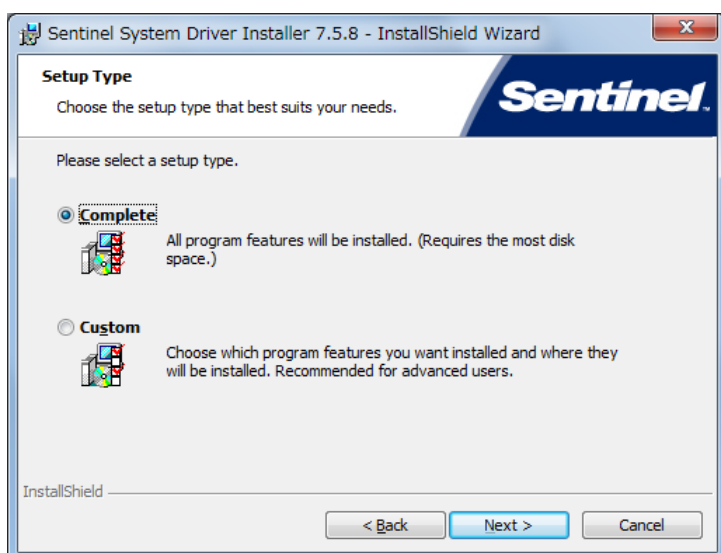 Sentinel System Driver Installer 7.5.8 - InstallShield Wizard
Setup Type
Choose the setup type that best suits your needs.
Sentinel™
Please select a setup type.
Complete
All program features will be installed. (Requires the most disk
space.)
Custom
Choose which program features you want installed and where they
will be installed. Recommended for advanced users.
InstallShield
< Back
Next >
Cancel